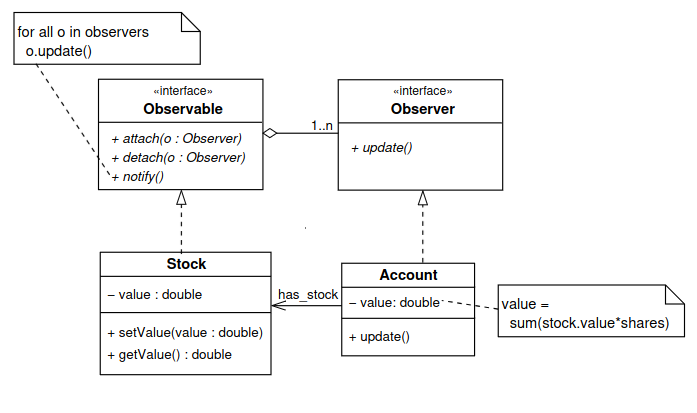 for all o in observers
o.update()
«interface»
Observable
+ attach(o : Observer)
+ detach(o : Observer)
+ notify()
1..n
«interface»
Observer
+ update()
Stock
– value : double
+ setValue(value : double)
+ getValue() : double
has_stock
Account
– value: double
+ update()
value =
sum(stock.value*shares)